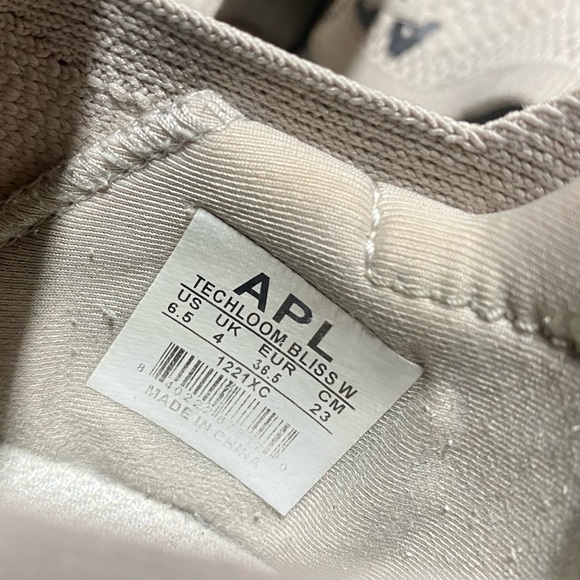 APL
TECHLOOM BLISS W
US UK EUR CM
6.5 4 36.5 23
1221XC
MADE IN CHINA